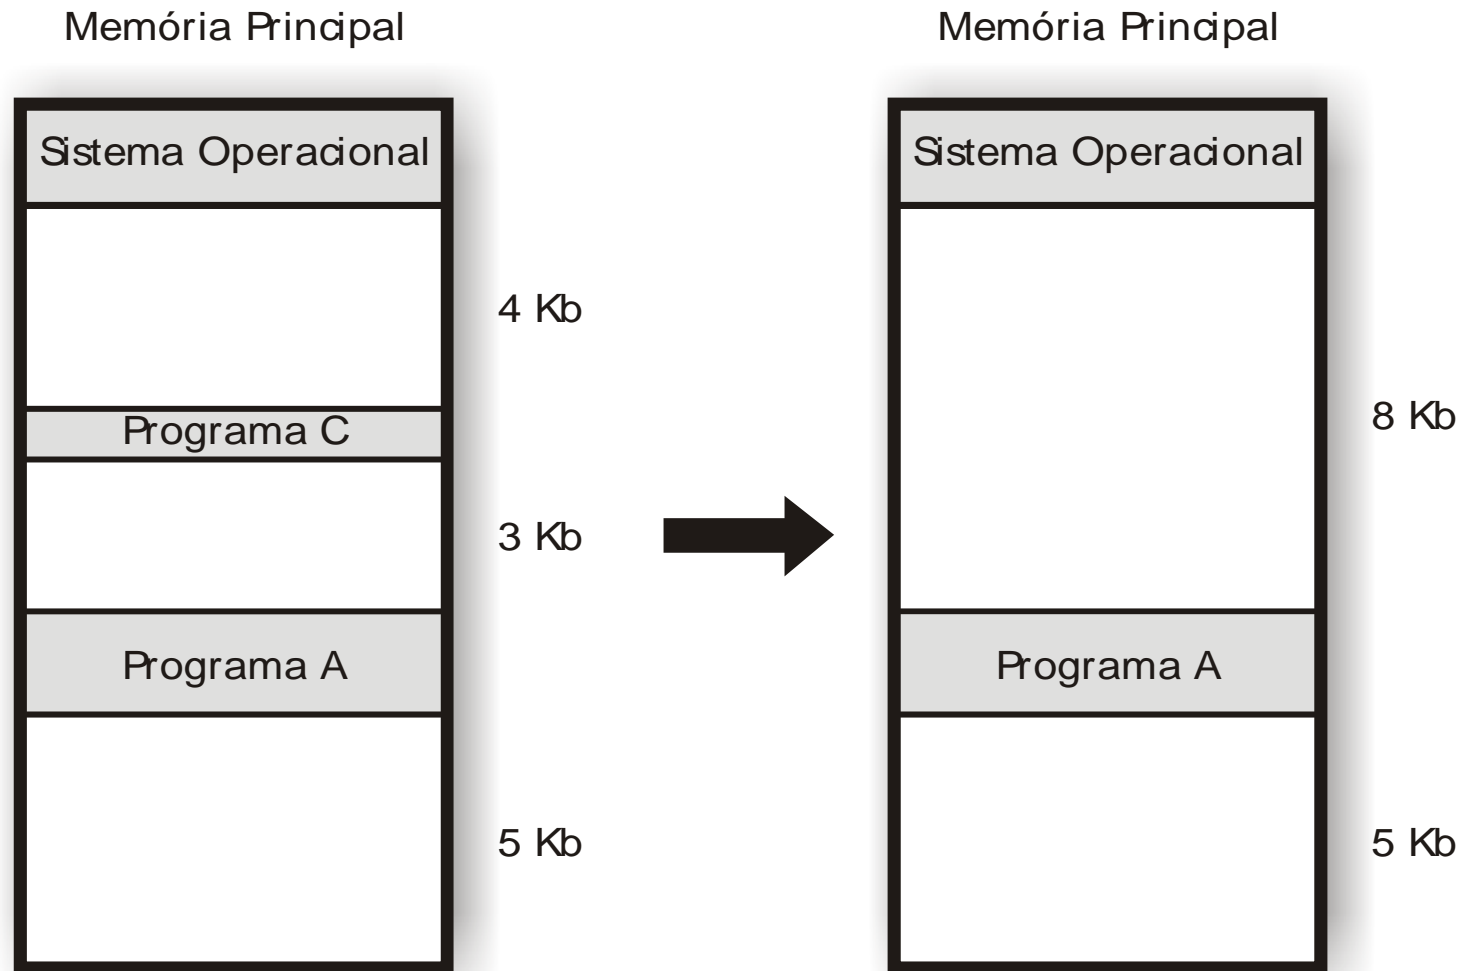 Memória Principal
Sistema Operacional
4 Kb
Programa C
3 Kb
Programa A
5 Kb
Memória Principal
Sistema Operacional
8 Kb
Programa A
5 Kb